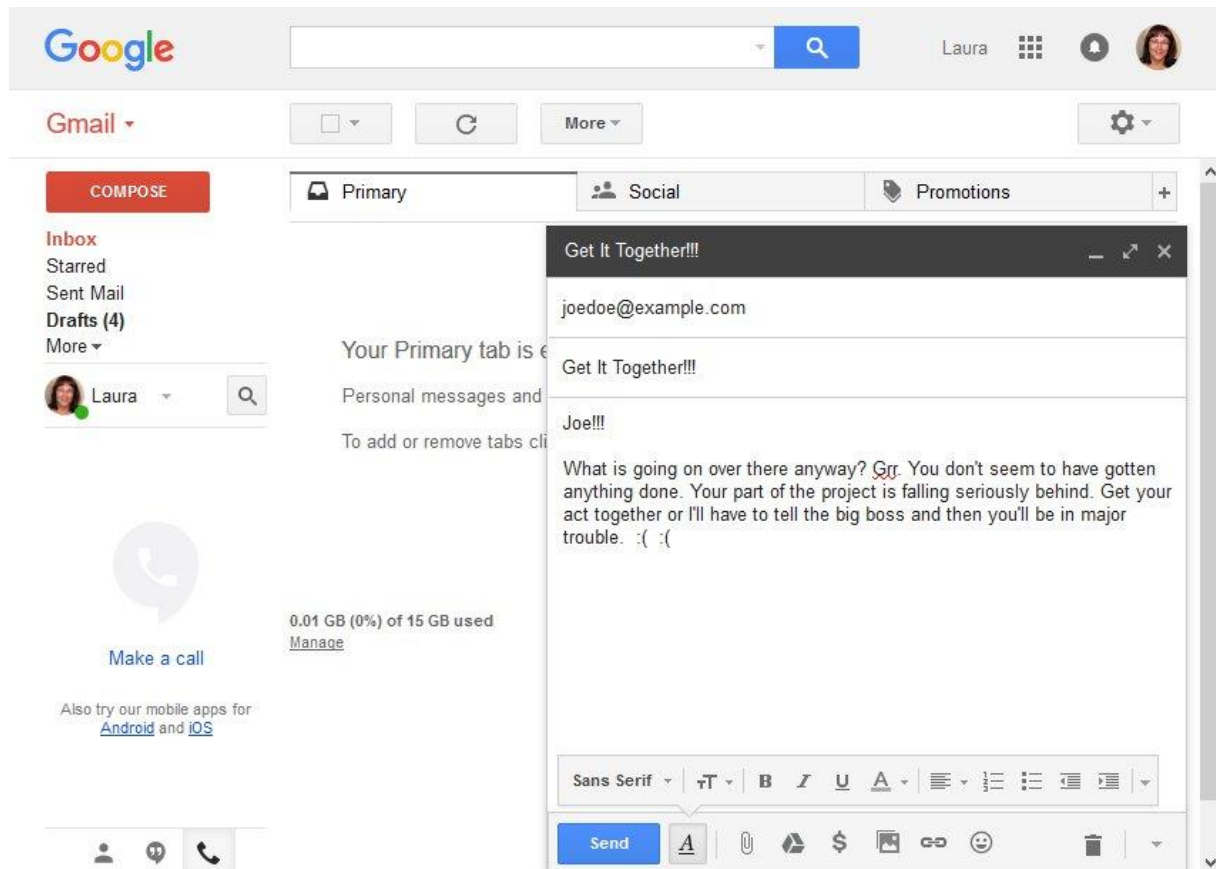 Google
Laura
Gmail
More
COMPOSE
Primary
Social
Promotions
+
Inbox
Starred
Sent Mail
Drafts (4)
More
Laura
Your Primary tab is
Personal messages and
To add or remove tabs cli
Make a call
Also try our mobile apps for
Android and iOS
0.01 GB (0%) of 15 GB used
Manage
Get It Together!!!
joedoe@example.com
Get It Together!!!
Joe!!!
What is going on over there anyway? Grr. You don't seem to have gotten
anything done. Your part of the project is falling seriously behind. Get your
act together or I'll have to tell the big boss and then you'll be in major
trouble.  :(  :(
Sans Serif
TT
B
I
U
A
Send
A
$